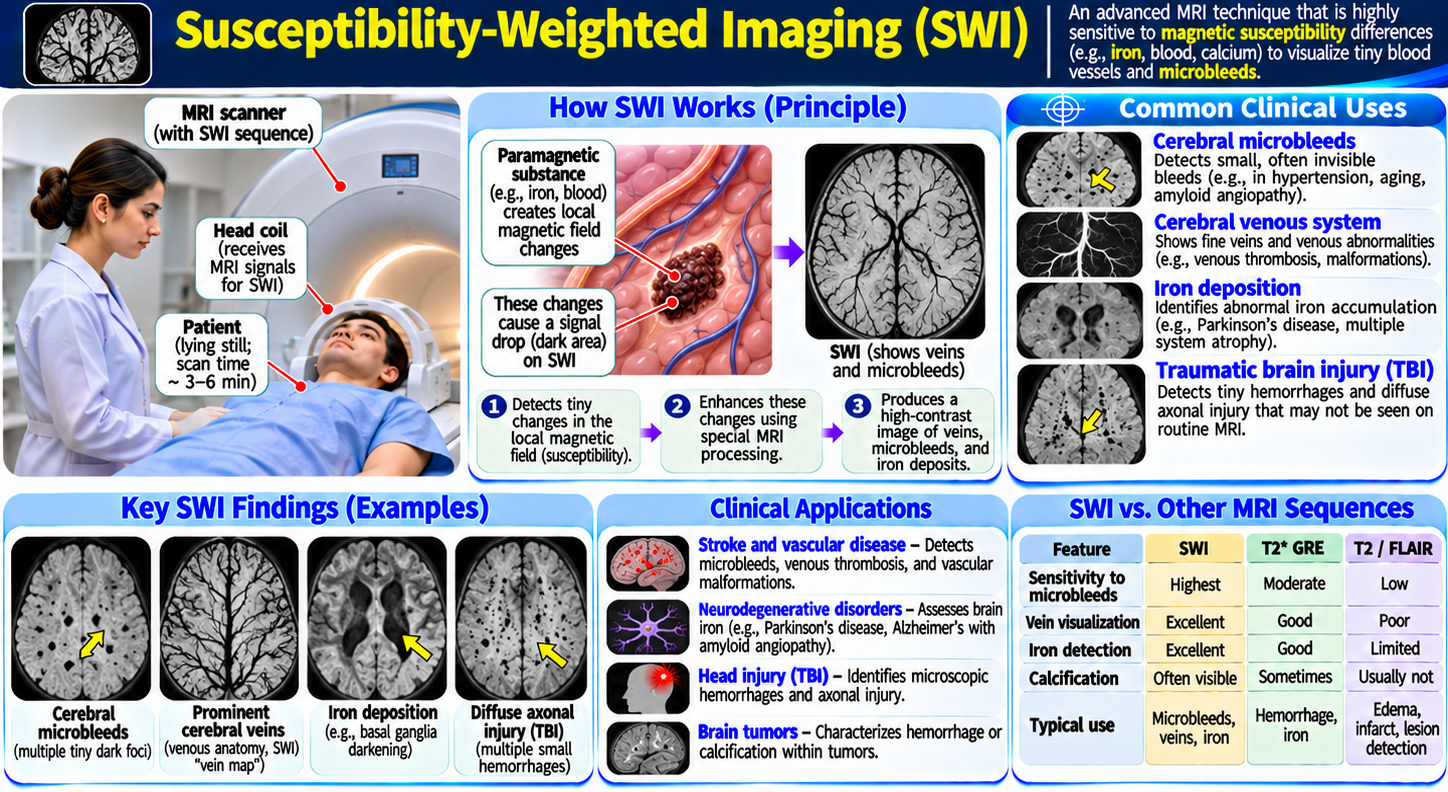 Susceptibility-Weighted Imaging (SWI)
An advanced MRI technique that is highly
sensitive to magnetic susceptibility differences
(e.g., iron, blood, calcium) to visualize tiny blood
vessels and microbleeds.
MRI scanner
(with SWI sequence)
Head coil
(receives
MRI signals
for SWI)
Patient
(lying still;
scan time
~ 3–6 min)
How SWI Works (Principle)
Paramagnetic
substance
(e.g., iron, blood)
creates local
magnetic field
changes
These changes
cause a signal
drop (dark area)
on SWI
SWI (shows veins
and microbleeds)
1 Detects tiny
changes in the
local magnetic
field (susceptibility).
2 Enhances these
changes using
special MRI
processing.
3 Produces a
high-contrast
image of veins,
microbleeds, and
iron deposits.
Common Clinical Uses
Cerebral microbleeds
Detects small, often invisible
bleeds (e.g., in hypertension, aging,
amyloid angiopathy).
Cerebral venous system
Shows fine veins and venous abnormalities
(e.g., venous thrombosis, malformations).
Iron deposition
Identifies abnormal iron accumulation
(e.g., Parkinson's disease, multiple
system atrophy).
Traumatic brain injury (TBI)
Detects tiny hemorrhages and diffuse
axonal injury that may not be seen on
routine MRI.
Key SWI Findings (Examples)
Cerebral
microbleeds
(multiple tiny dark foci)
Prominent
cerebral veins
(venous anatomy, SWI)
"vein map")
Iron deposition
(e.g., basal ganglia
darkening)
Diffuse axonal
injury (TBI)
(multiple small
hemorrhages)
Clinical Applications
Stroke and vascular disease – Detects
microbleeds, venous thrombosis, and vascular
malformations.
Neurodegenerative disorders – Assesses brain
iron (e.g., Parkinson's disease, Alzheimer's with
amyloid angiopathy).
Head injury (TBI) – Identifies microscopic
hemorrhages and axonal injury.
Brain tumors – Characterizes hemorrhage or
calcification within tumors.
SWI vs. Other MRI Sequences
Feature SWI T2* GRE T2 / FLAIR
Sensitivity to
microbleeds Highest Moderate Low
Vein visualization Excellent Good Poor
Iron detection Excellent Good Limited
Calcification Often visible Sometimes Usually not
Typical use Microbleeds,
veins, iron Hemorrhage,
iron Edema,
infarct, lesion
detection